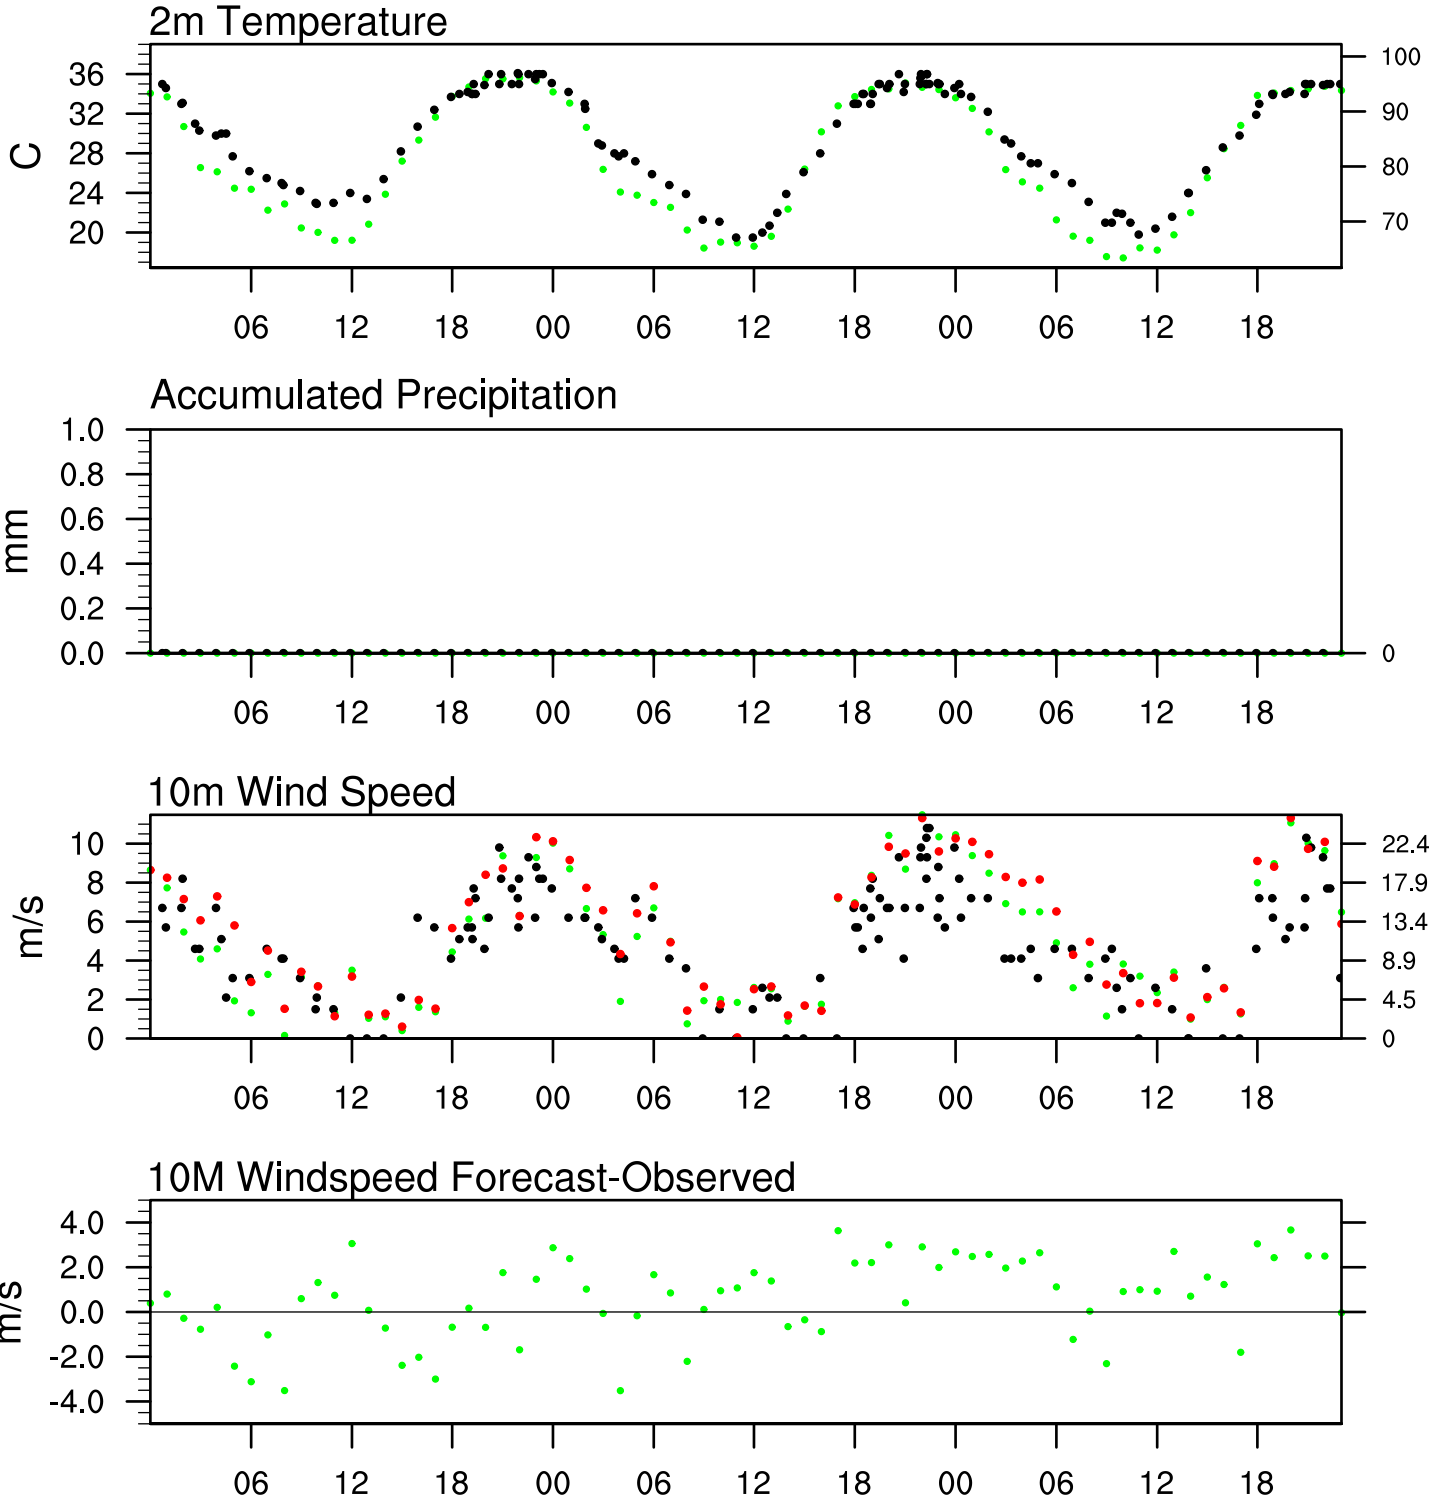 2m Temperature
36 100
32 90
C
28 80
24
20 70
06 12 18 00 06 12 18 00 06 12 18
Accumulated Precipitation
1.0
0.8
0.6
mm
0.4
0.2
0.0 0
06 12 18 00 06 12 18 00 06 12 18
10m Wind Speed
10 22.4
8 17.9
6 13.4
m/s
4 8.9
2 4.5
0 0
06 12 18 00 06 12 18 00 06 12 18
10M Windspeed Forecast-Observed
4.0
2.0
0.0
m/s
-2.0
-4.0
06 12 18 00 06 12 18 00 06 12 18